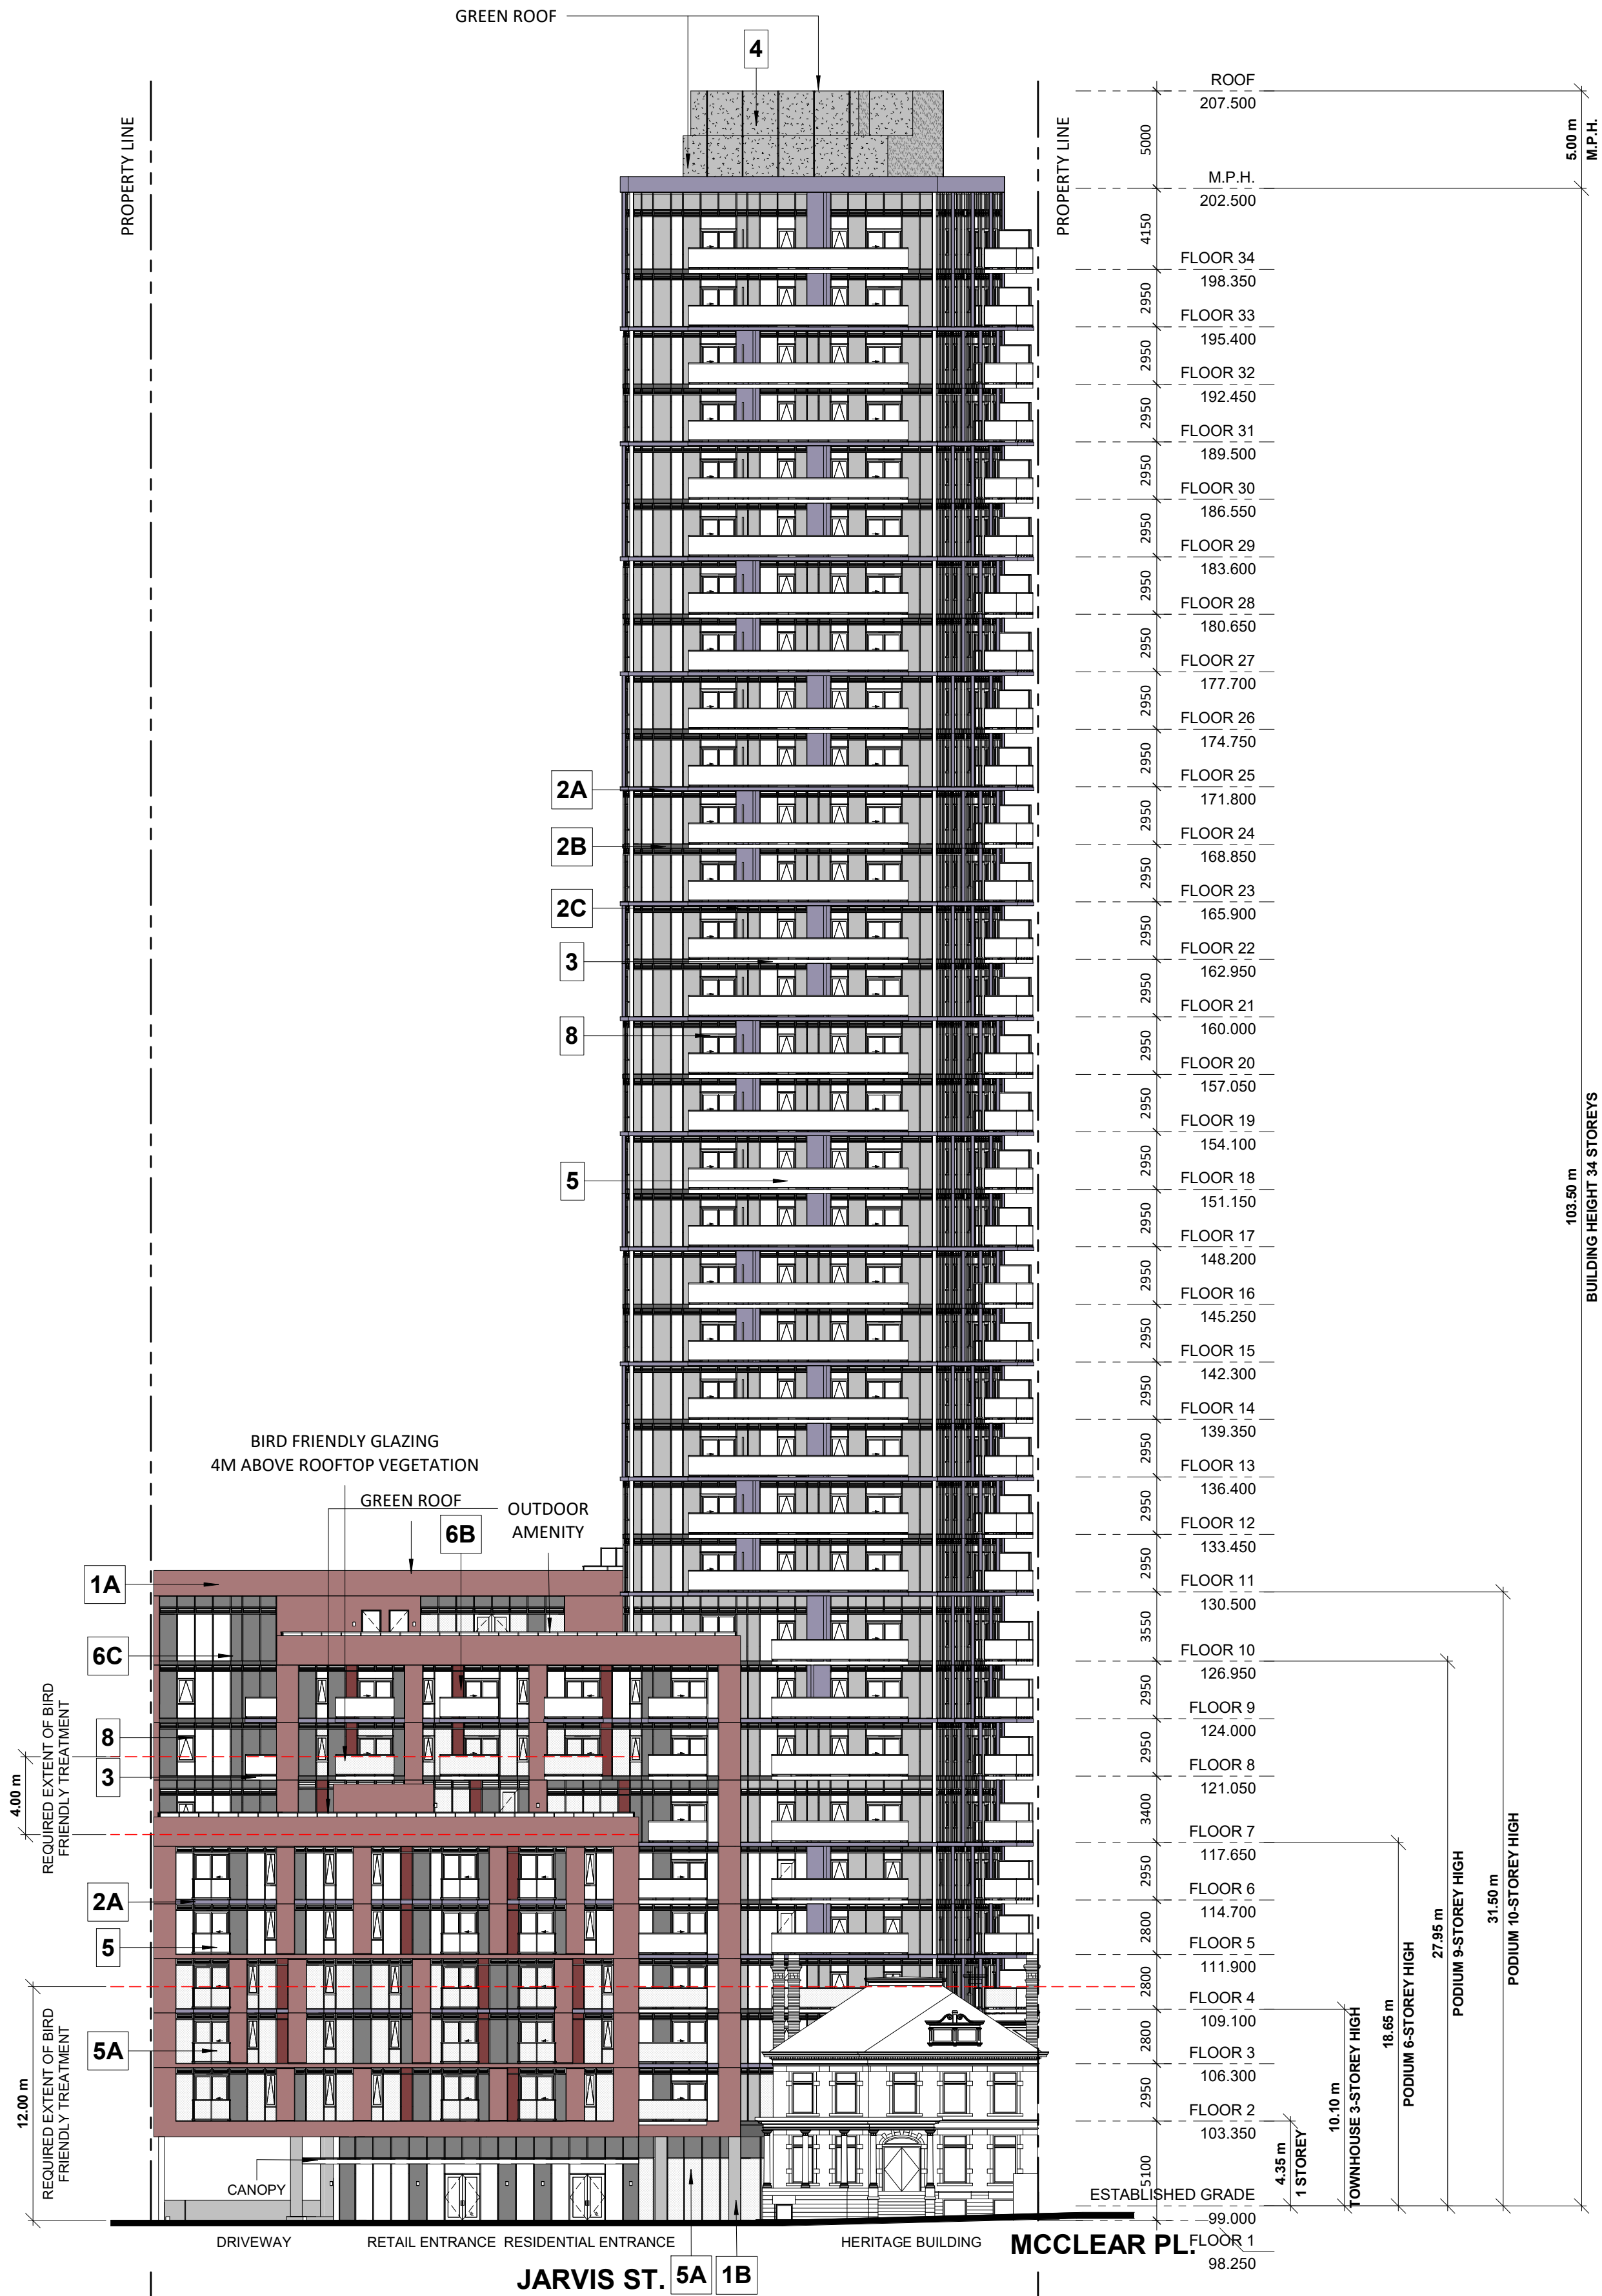 GREEN ROOF
4
PROPERTY LINE
PROPERTY LINE
ROOF
207.500
5000
5.00 m
M.P.H.
M.P.H.
202.500
4150
FLOOR 34
198.350
2950
FLOOR 33
195.400
2950
FLOOR 32
192.450
2950
FLOOR 31
189.500
2950
FLOOR 30
186.550
2950
FLOOR 29
183.600
2950
FLOOR 28
180.650
2950
FLOOR 27
177.700
2950
FLOOR 26
174.750
2950
FLOOR 25
171.800
2950
FLOOR 24
168.850
2950
FLOOR 23
165.900
2950
FLOOR 22
162.950
2950
FLOOR 21
160.000
2950
FLOOR 20
157.050
2950
FLOOR 19
154.100
2950
FLOOR 18
151.150
2950
FLOOR 17
148.200
2950
FLOOR 16
145.250
2950
FLOOR 15
142.300
2950
FLOOR 14
139.350
2950
FLOOR 13
136.400
2950
FLOOR 12
133.450
2950
FLOOR 11
130.500
3550
FLOOR 10
126.950
2950
FLOOR 9
124.000
2950
FLOOR 8
121.050
3400
FLOOR 7
117.650
2950
FLOOR 6
114.700
2800
FLOOR 5
111.900
2800
FLOOR 4
109.100
2800
FLOOR 3
106.300
2950
FLOOR 2
103.350
5100
ESTABLISHED GRADE
99.000
FLOOR 1
98.250
103.50 m
BUILDING HEIGHT 34 STOREYS
31.50 m
PODIUM 10-STOREY HIGH
27.95 m
PODIUM 9-STOREY HIGH
18.65 m
PODIUM 6-STOREY HIGH
10.10 m
TOWNHOUSE 3-STOREY HIGH
4.35 m
1 STOREY
2A
2B
2C
3
8
5
BIRD FRIENDLY GLAZING
4M ABOVE ROOFTOP VEGETATION
GREEN ROOF
OUTDOOR
AMENITY
6B
1A
6C
8
3
4.00 m
REQUIRED EXTENT OF BIRD
FRIENDLY TREATMENT
2A
5
5A
12.00 m
REQUIRED EXTENT OF BIRD
FRIENDLY TREATMENT
CANOPY
DRIVEWAY
RETAIL ENTRANCE
RESIDENTIAL ENTRANCE
HERITAGE BUILDING
MCCLEAR PL.
JARVIS ST.
5A
1B